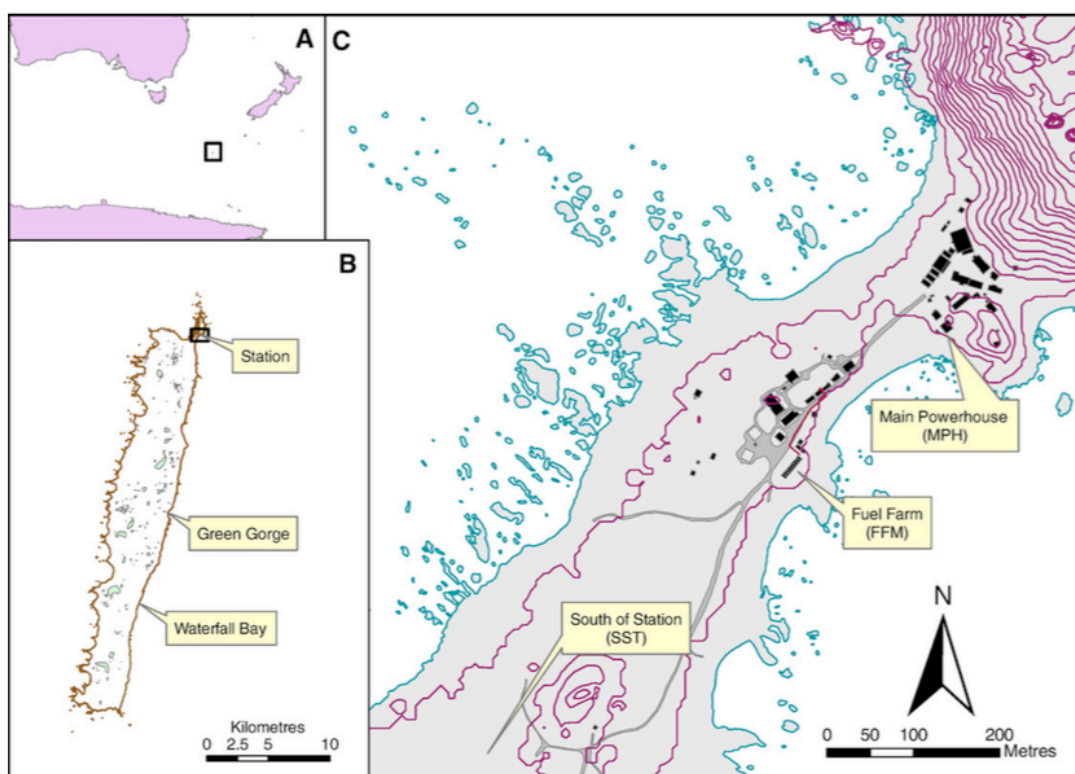 A
C
B
Station
Green Gorge
Waterfall Bay
Kilometres
0 2.5 5 10
Main Powerhouse
(MPH)
Fuel Farm
(FFM)
South of Station
(SST)
N
0 50 100 200
Metres